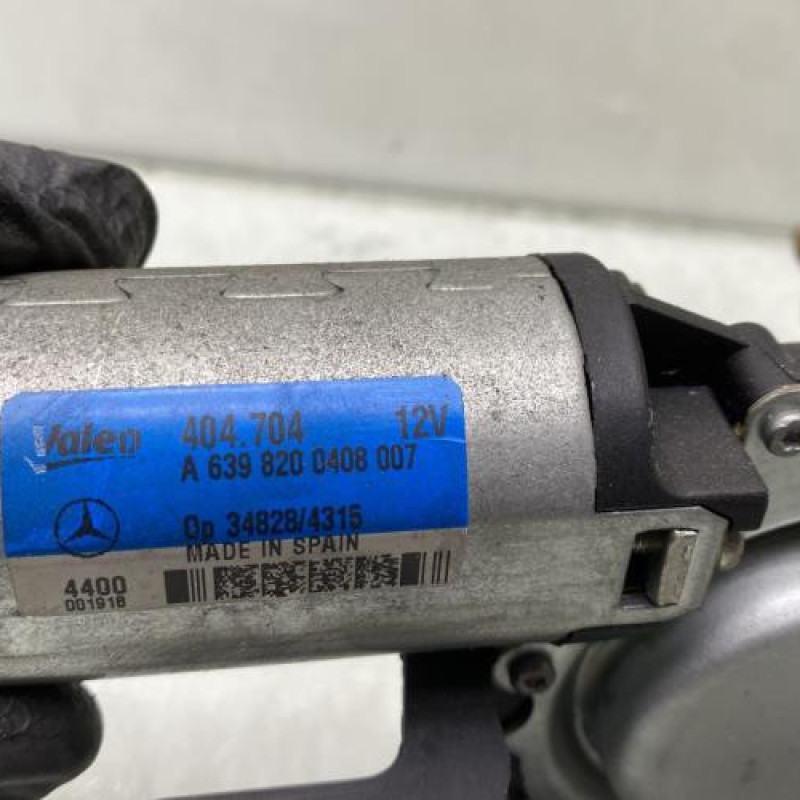 Valeo 404.704 12V
A 639 820 0408 007
Op 34828/4315
MADE IN SPAIN
4400
001918